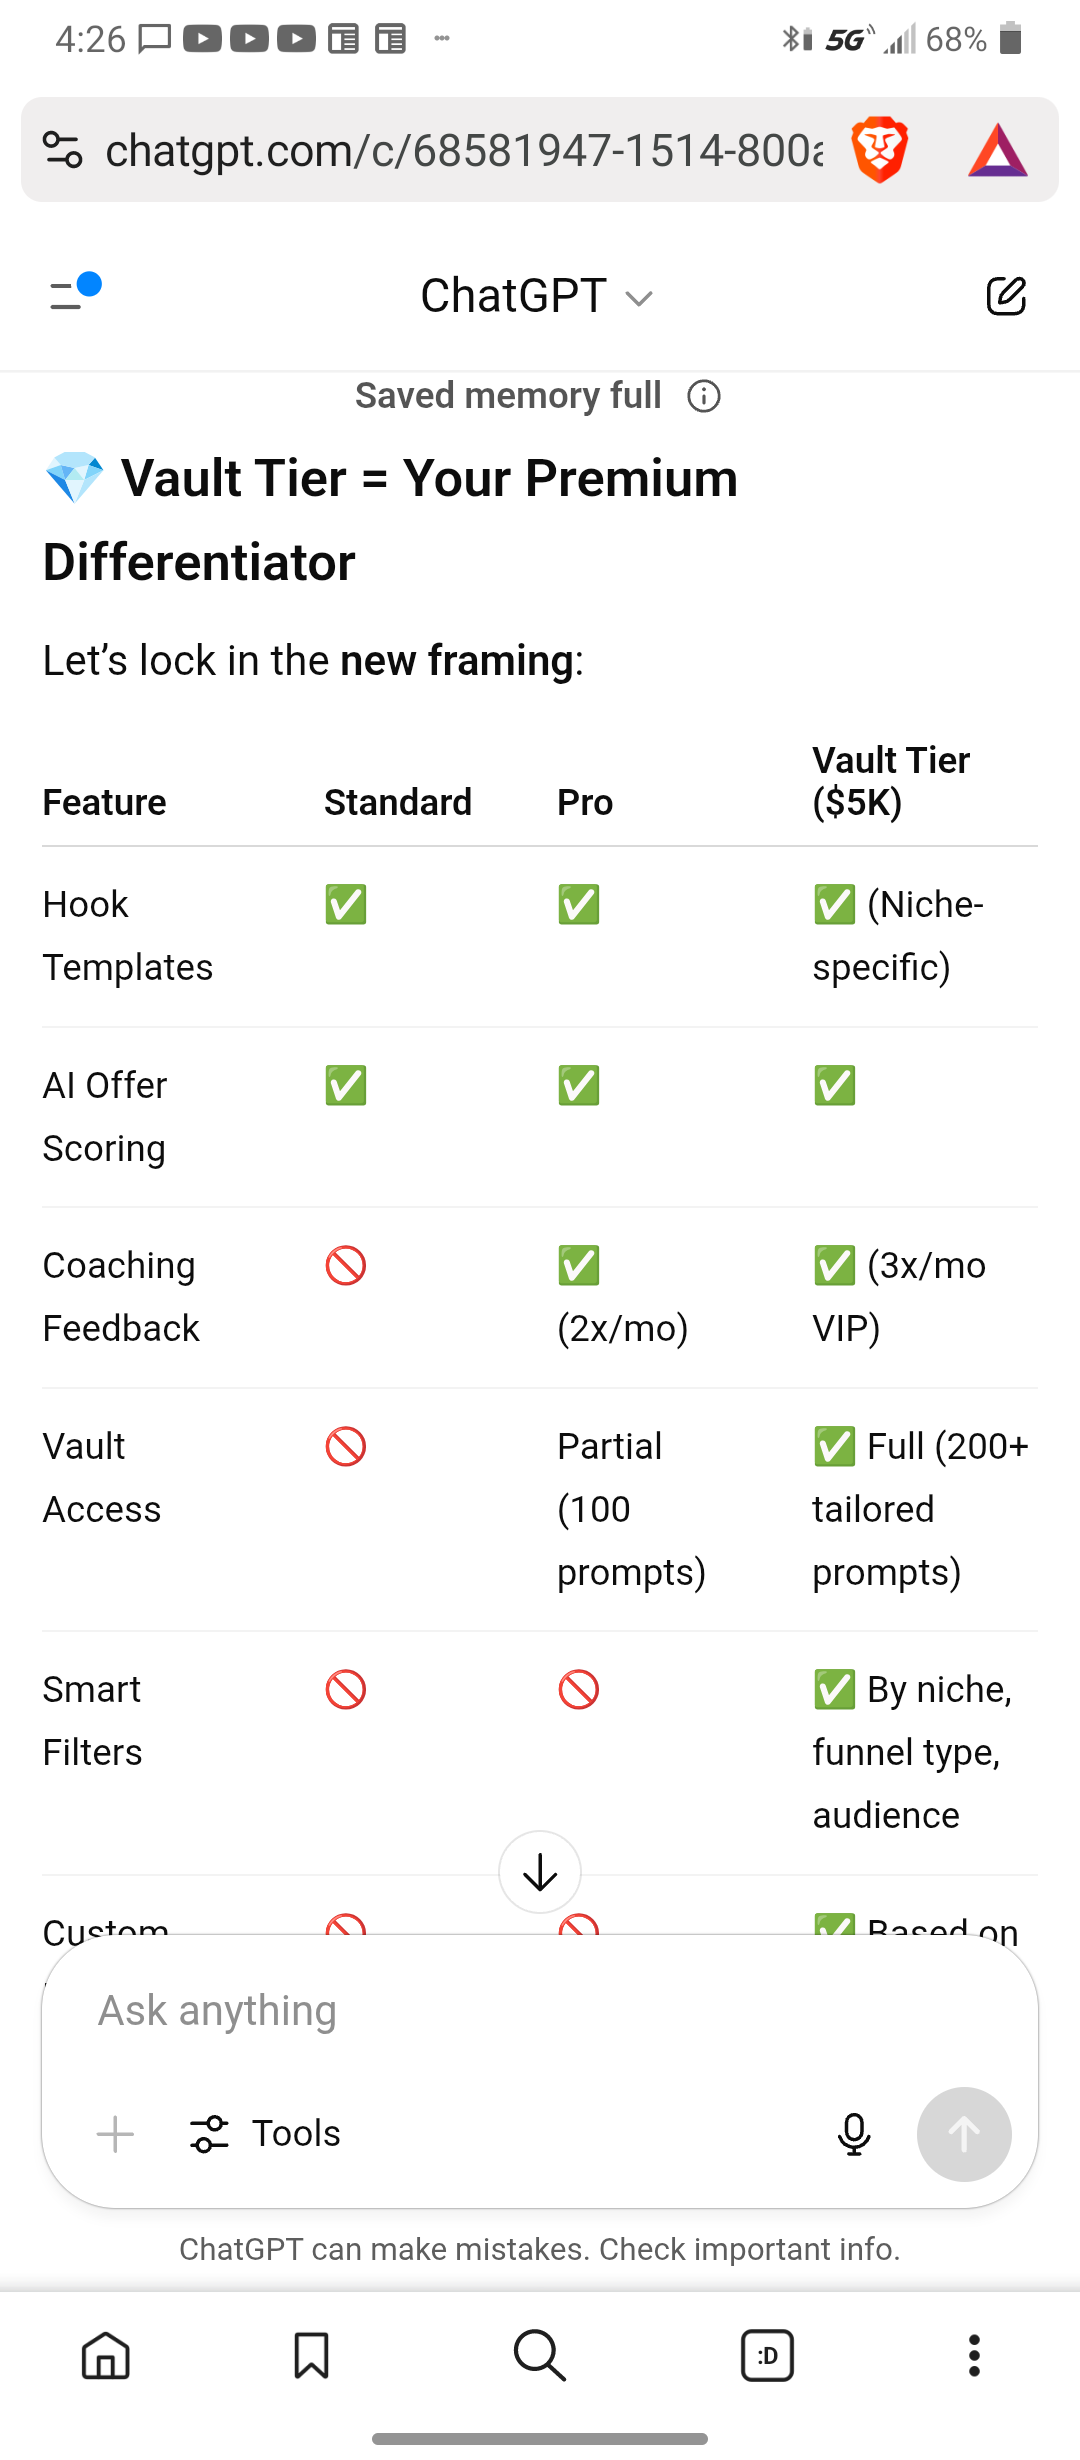 4:26
5G 68%
chatgpt.com/c/68581947-1514-800
ChatGPT
Saved memory full
💎 Vault Tier = Your Premium
Differentiator
Let’s lock in the new framing:
Feature Standard Pro Vault Tier ($5K)
Hook Templates ✅ ✅ ✅ (Niche-specific)
AI Offer Scoring ✅ ✅ ✅
Coaching Feedback 🚫 ✅ (2x/mo) ✅ (3x/mo VIP)
Vault Access 🚫 Partial (100 prompts) ✅ Full (200+ tailored prompts)
Smart Filters 🚫 🚫 ✅ By niche, funnel type, audience
Custom 🚫 🚫 ✅ Based on
Ask anything
Tools
ChatGPT can make mistakes. Check important info.
:D